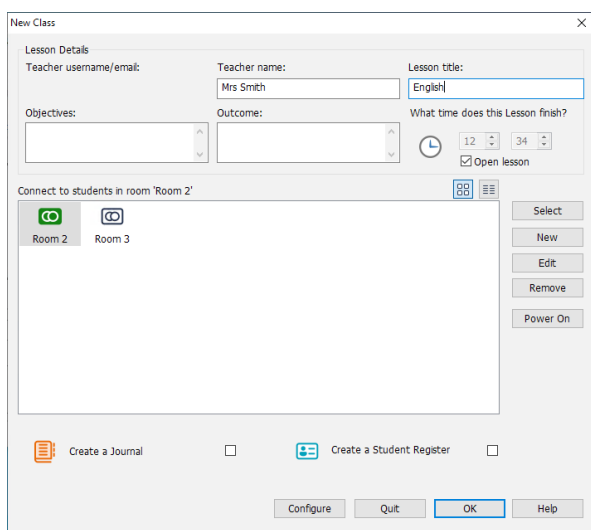 New Class
Lesson Details
Teacher username/email:
Teacher name:
Lesson title:
Mrs Smith
English
Objectives:
Outcome:
What time does this Lesson finish?
12
34
Open lesson
Connect to students in room 'Room 2'
Room 2
Room 3
Select
New
Edit
Remove
Power On
Create a Journal
Create a Student Register
Configure
Quit
OK
Help